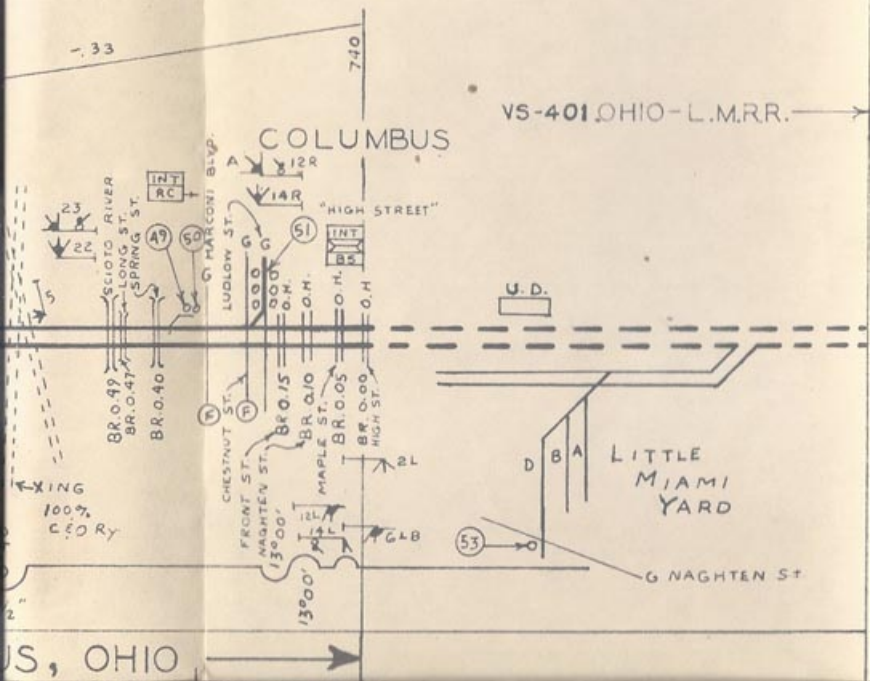 -.33
740
VS-401 OHIO-L.M.R.R.
COLUMBUS
A
12R
14R
INT
RC
G MARCONI BLVD.
LUDLOW ST.
"HIGH STREET"
INT
BS
23
22
SCIOTO RIVER
LONG ST.
SPRING ST.
49
50
51
G
G
O.H.
O.H.
O.H.
O.H
U.D.
5
BR.0.49
BR.0.47
BR.0.40
F
CHESTNUT ST.
FRONT ST.
NAGHTEN ST.
BR 0.15
BR 0.10
MAPLE ST.
BR. 0.05
BR. 0.00
HIGH ST.
13°00'
13°00'
12L
14L
2L
6LB
D
B
A
LITTLE
MIAMI
YARD
53
G NAGHTEN ST.
XING
100%
C&O RY
US, OHIO